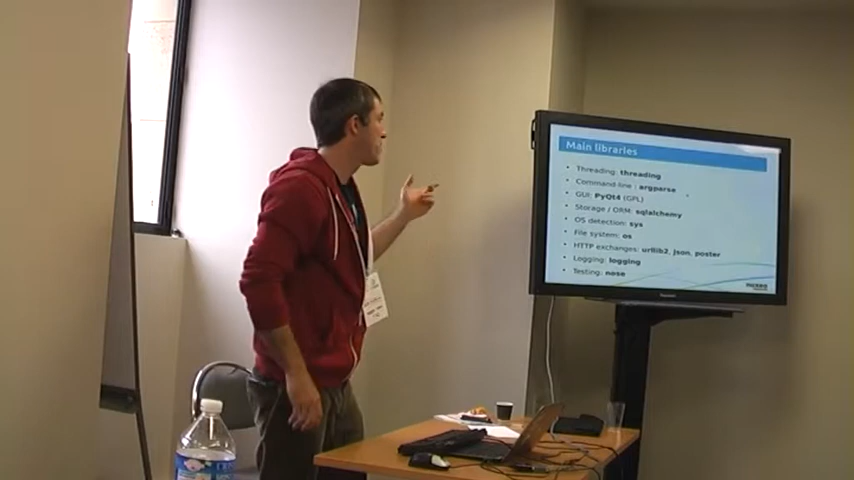 Main libraries
Threading: threading
Command-line : argparse
GUI: PyQt4 (GPL)
Storage / ORM: sqlalchemy
OS detection: sys
File system: os
HTTP exchanges: urllib2, json, poster
Logging: logging
Testing: nose